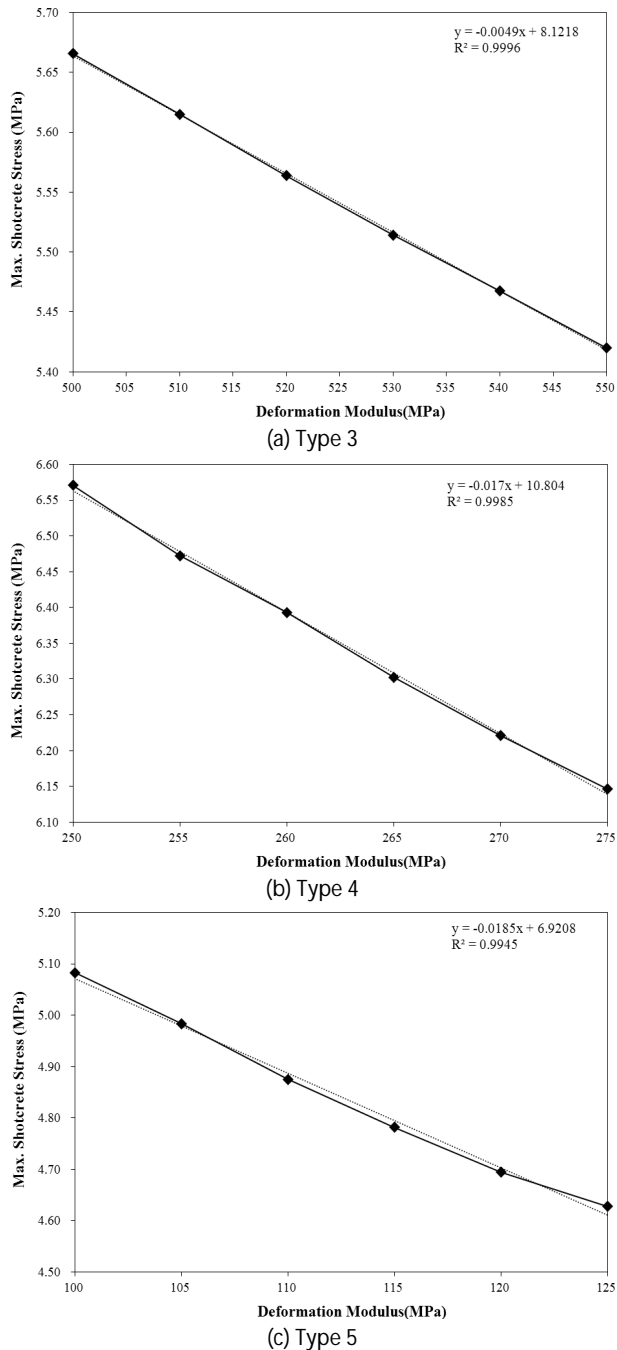 5.70
5.65
5.60
5.55
5.50
5.45
5.40
Max. Shotcrete Stress (MPa)
y = -0.0049x + 8.1218
R² = 0.9996
500 505 510 515 520 525 530 535 540 545 550
Deformation Modulus(MPa)
(a) Type 3
6.60
6.55
6.50
6.45
6.40
6.35
6.30
6.25
6.20
6.15
6.10
Max. Shotcrete Stress (MPa)
y = -0.017x + 10.804
R² = 0.9985
250 255 260 265 270 275
Deformation Modulus(MPa)
(b) Type 4
5.20
5.10
5.00
4.90
4.80
4.70
4.60
4.50
Max. Shotcrete Stress (MPa)
y = -0.0185x + 6.9208
R² = 0.9945
100 105 110 115 120 125
Deformation Modulus(MPa)
(c) Type 5